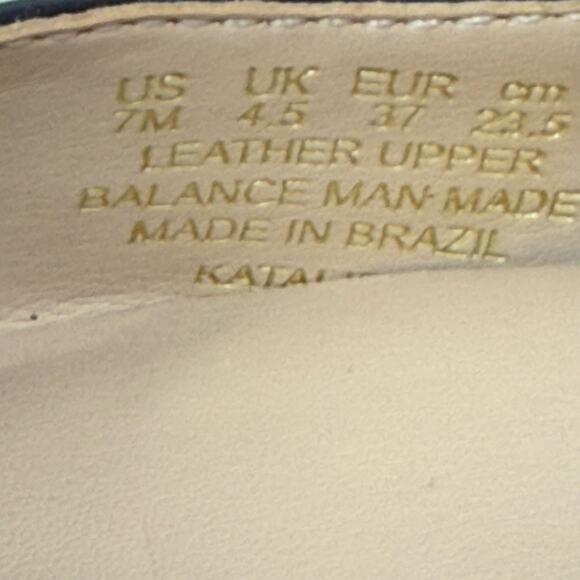 US UK EUR cm
7M 4.5 37 23.5
LEATHER UPPER
BALANCE MAN-MADE
MADE IN BRAZIL